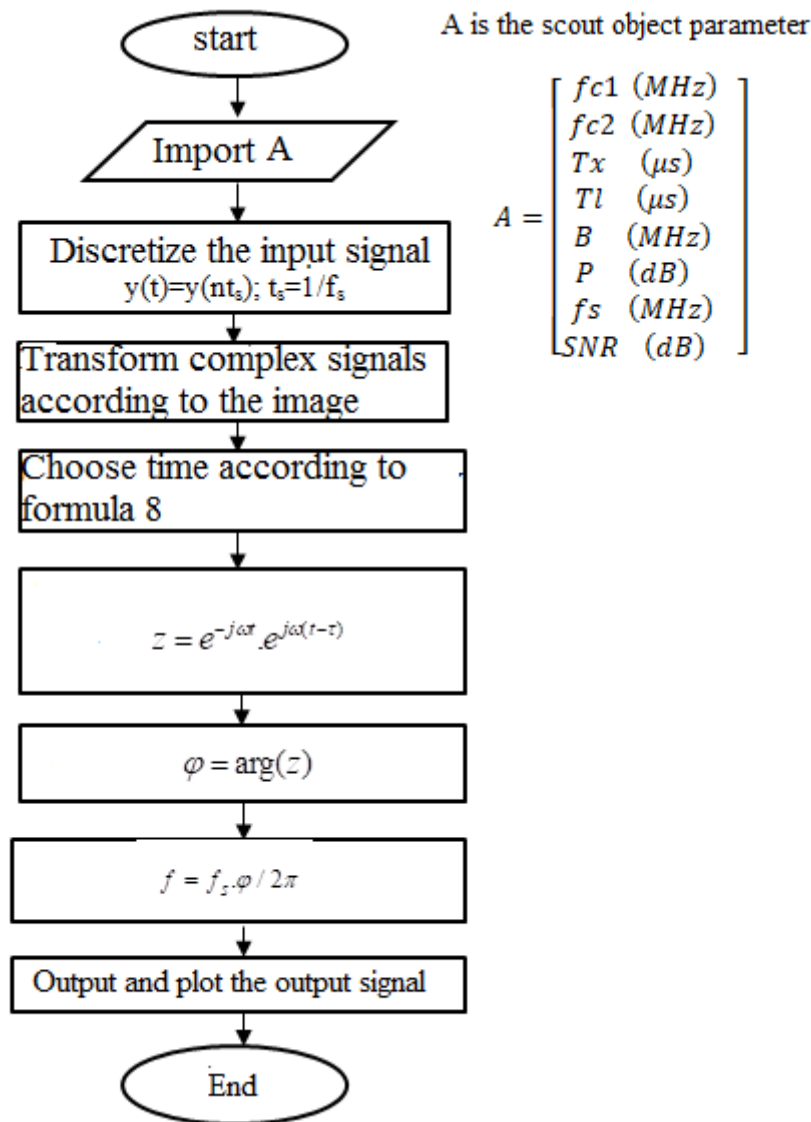 start
Import A
Discretize the input signal
y(t)=y(ntₛ); tₛ=1/fₛ
Transform complex signals
according to the image
Choose time according to
formula 8
z = e^{-jωt}.e^{jω(t-τ)}
φ = arg(z)
f = fₛ.φ / 2π
Output and plot the output signal
End
A is the scout object parameter
A =
fc1 (MHz)
fc2 (MHz)
Tx (μs)
Tl (μs)
B (MHz)
P (dB)
fs (MHz)
SNR (dB)